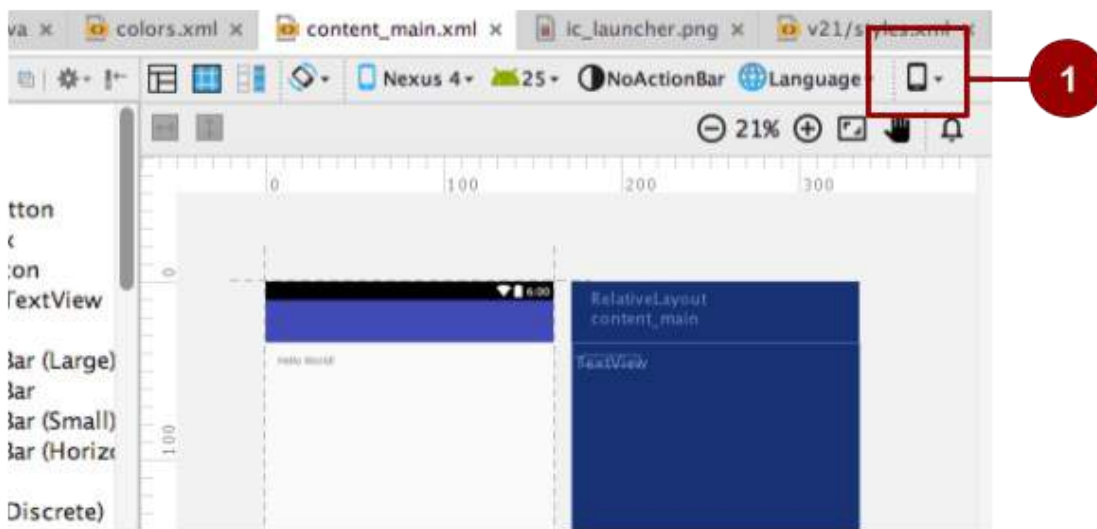 va × colors.xml × content_main.xml × ic_launcher.png × v21/styles.xml ×
Nexus 4 25 NoActionBar Language
1
21%
0 100 200 300
tton
x
ton
TextView
Bar (Large)
Bar
Bar (Small)
Bar (Horizo
Discrete)
0
100
6:00
Hello World!
RelativeLayout
content_main
TextView